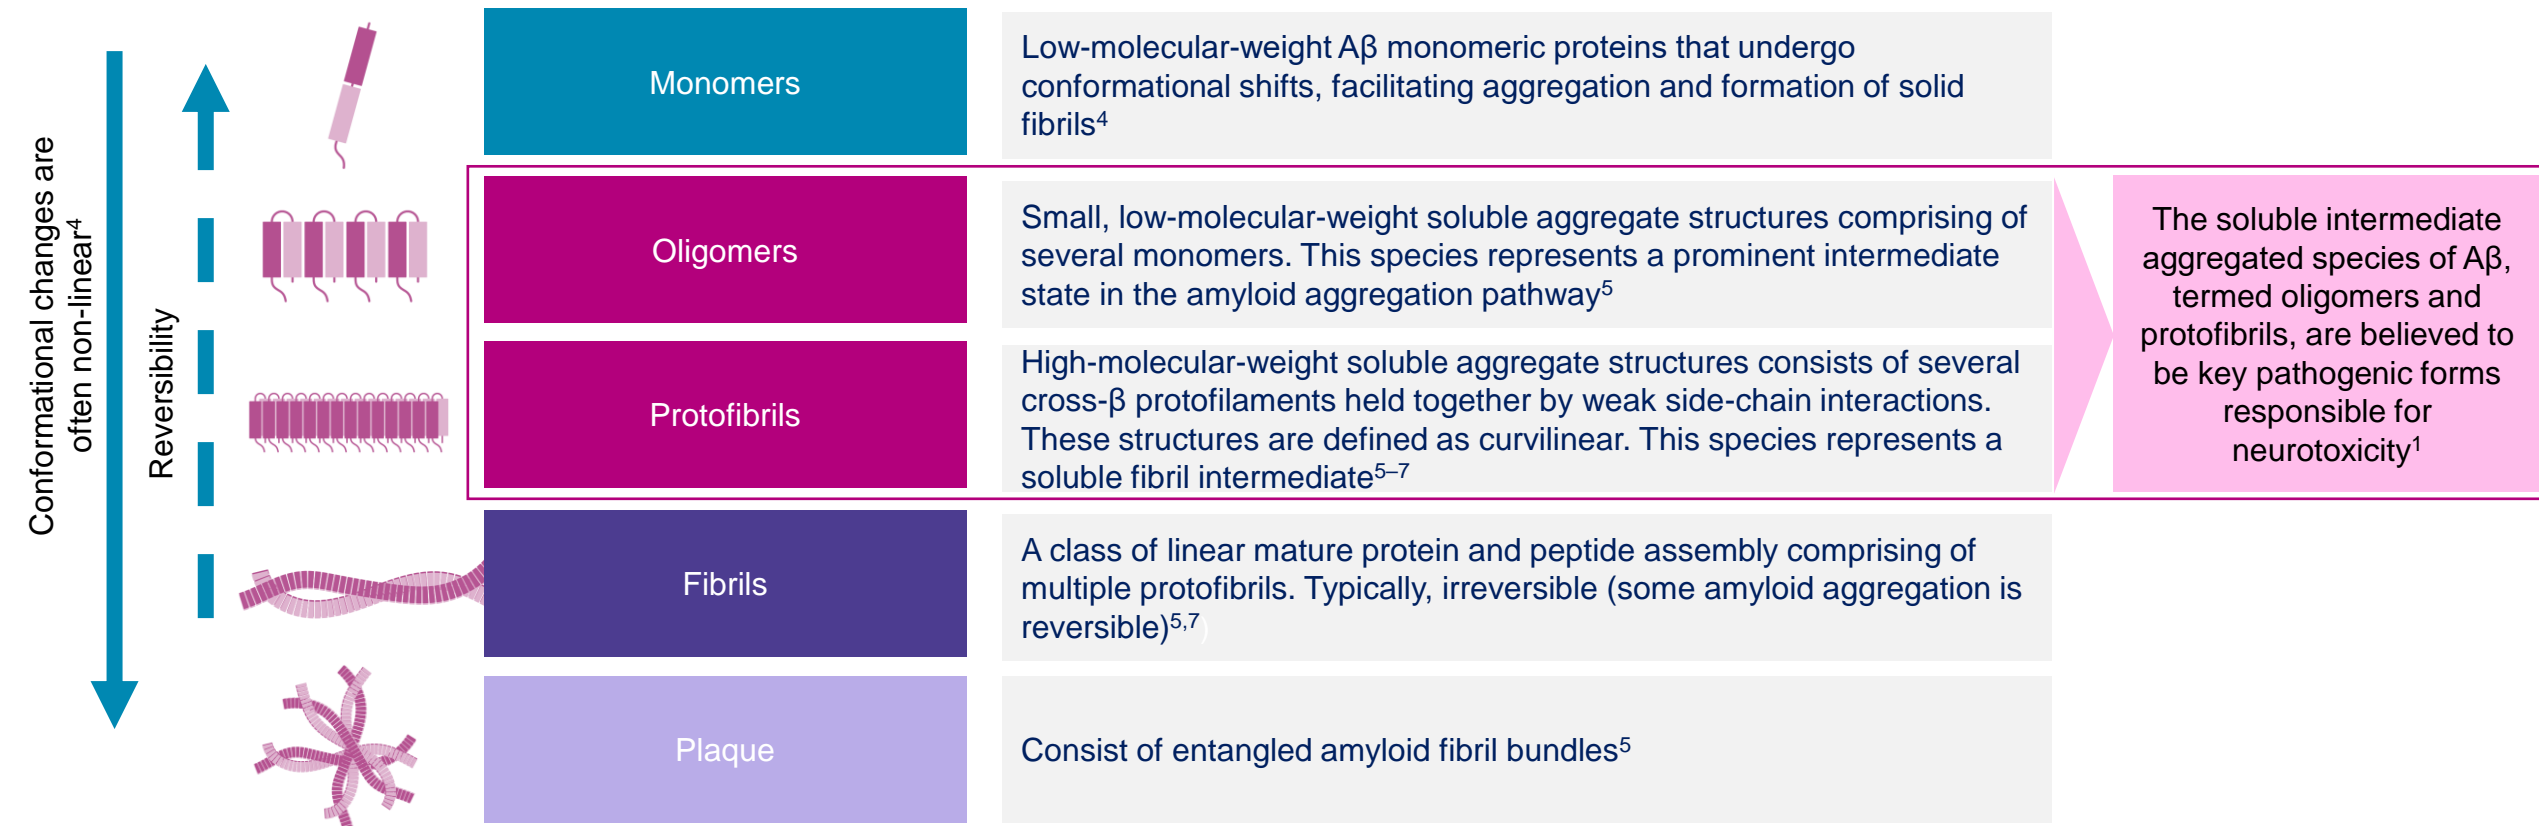 Conformational changes are
often non-linear⁴
Reversibility
Monomers
Low-molecular-weight Aβ monomeric proteins that undergo
conformational shifts, facilitating aggregation and formation of solid
fibrils⁴
Oligomers
Small, low-molecular-weight soluble aggregate structures comprising of
several monomers. This species represents a prominent intermediate
state in the amyloid aggregation pathway⁵
Protofibrils
High-molecular-weight soluble aggregate structures consists of several
cross-β protofilaments held together by weak side-chain interactions.
These structures are defined as curvilinear. This species represents a
soluble fibril intermediate⁵⁻⁷
The soluble intermediate
aggregated species of Aβ,
termed oligomers and
protofibrils, are believed to
be key pathogenic forms
responsible for
neurotoxicity¹
Fibrils
A class of linear mature protein and peptide assembly comprising of
multiple protofibrils. Typically, irreversible (some amyloid aggregation is
reversible)⁵,⁷)
Plaque
Consist of entangled amyloid fibril bundles⁵